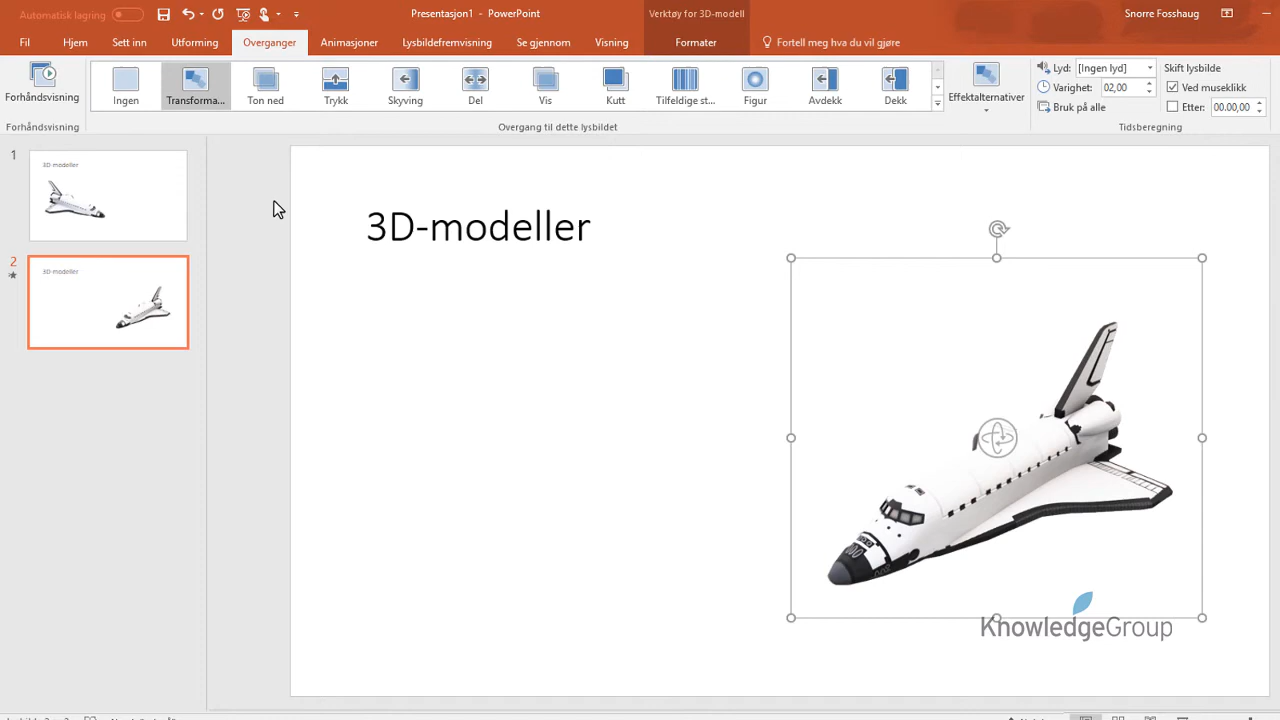 Automatisk lagring
Presentasjon1 - PowerPoint
Verktøy for 3D-modell
Snorre Fosshaug
Fil
Hjem
Sett inn
Utforming
Overganger
Animasjoner
Lysbildefremvisning
Se gjennom
Visning
Formater
Fortell meg hva du vil gjøre
Forhåndsvisning
Ingen
Transforma...
Ton ned
Trykk
Skyving
Del
Vis
Kutt
Tilfeldige st...
Figur
Avdekk
Dekk
Effektalternativer
Lyd: [Ingen lyd]
Varighet: 02,00
Bruk på alle
Skift lysbilde
Ved museklikk
Etter: 00.00,00
Forhåndsvisning
Overgang til dette lysbildet
Tidsberegning
1
3D-modeller
2
3D-modeller
3D-modeller
KnowledgeGroup